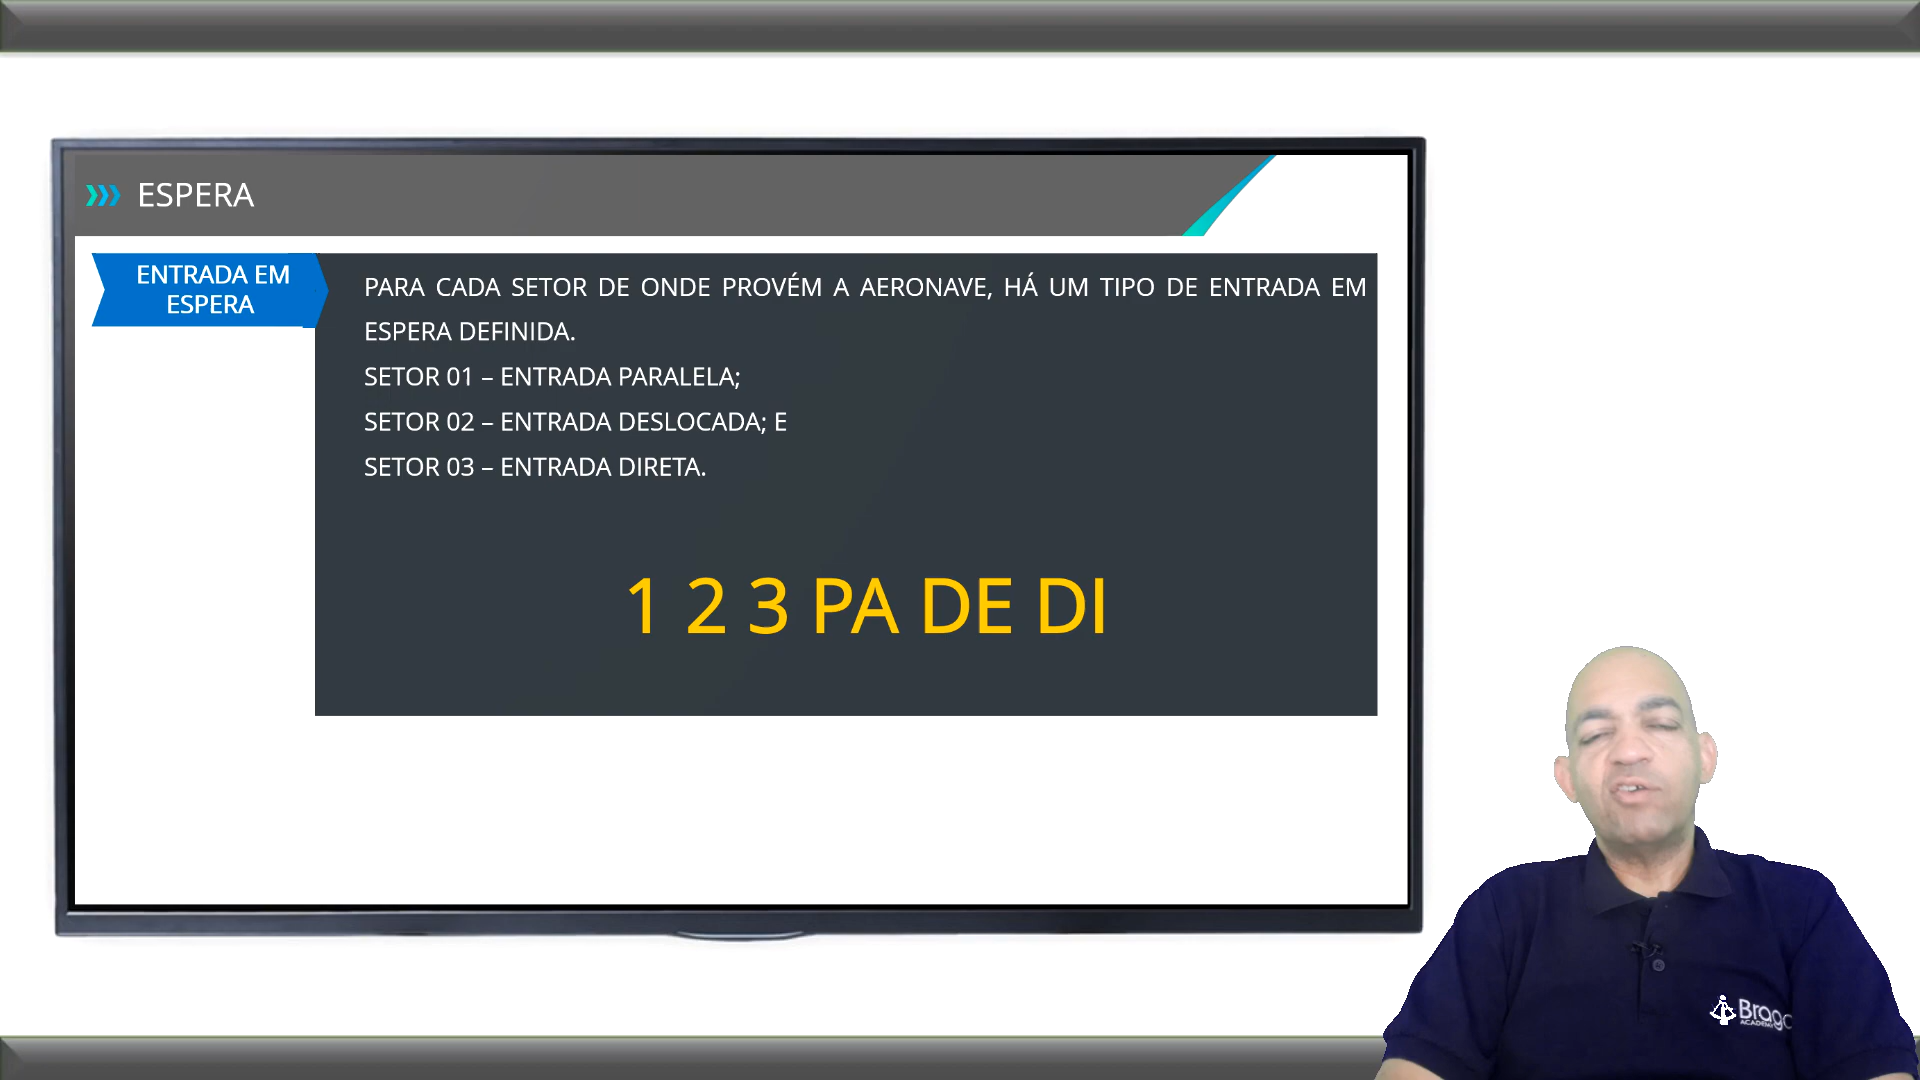 ESPERA
ENTRADA EM
ESPERA
PARA CADA SETOR DE ONDE PROVÉM A AERONAVE, HÁ UM TIPO DE ENTRADA EM
ESPERA DEFINIDA.
SETOR 01 – ENTRADA PARALELA;
SETOR 02 – ENTRADA DESLOCADA; E
SETOR 03 – ENTRADA DIRETA.
1 2 3 PA DE DI